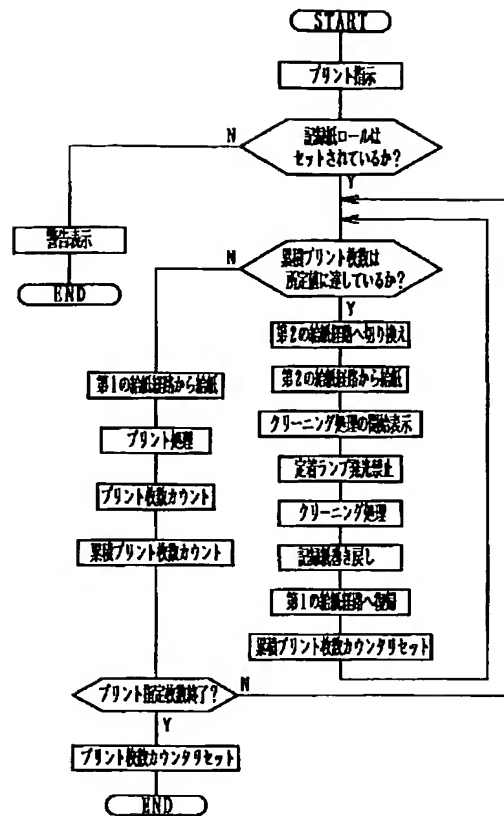 START
プリント指示
記録紙ロールは
セットされているか?
N
Y
警告表示
END
累積プリント枚数は
所定値に達しているか?
N
Y
第2の給紙経路へ切り換え
第2の給紙経路から給紙
クリーニング処理の開始表示
定着ランプ発光禁止
クリーニング処理
記録紙巻き戻し
第1の給紙経路へ復帰
累積プリント枚数カウンタリセット
第1の給紙経路から給紙
プリント処理
プリント枚数カウント
累積プリント枚数カウント
プリント指定枚数終了?
N
Y
プリント枚数カウンタリセット
END